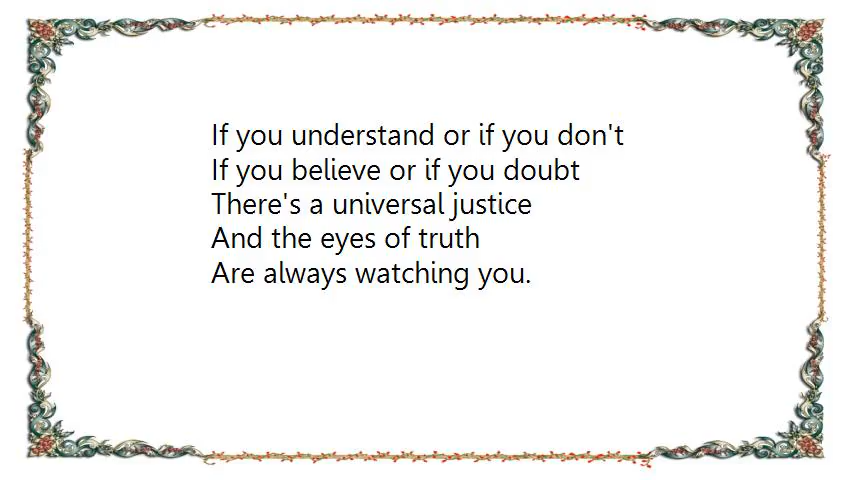 If you understand or if you don't
If you believe or if you doubt
There's a universal justice
And the eyes of truth
Are always watching you.